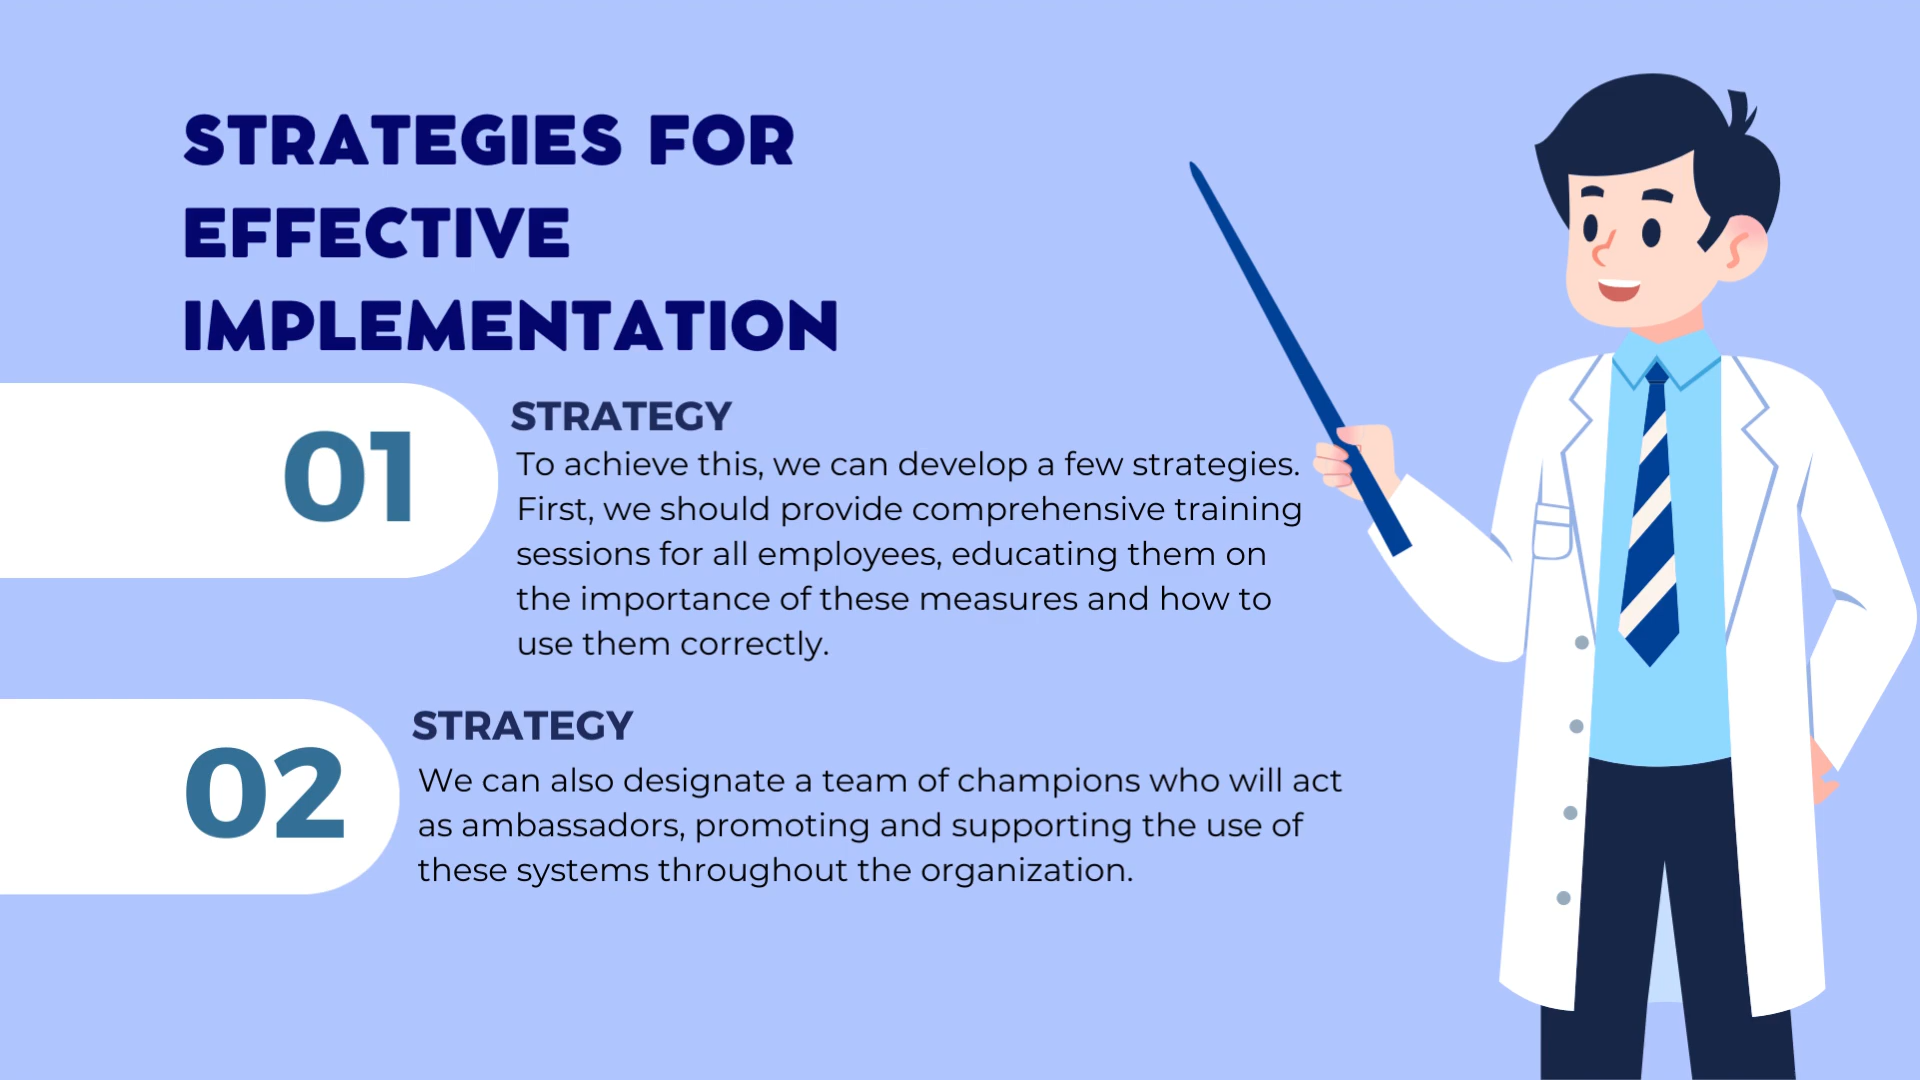 STRATEGIES FOR
EFFECTIVE
IMPLEMENTATION
01
STRATEGY
To achieve this, we can develop a few strategies.
First, we should provide comprehensive training
sessions for all employees, educating them on
the importance of these measures and how to
use them correctly.
02
STRATEGY
We can also designate a team of champions who will act
as ambassadors, promoting and supporting the use of
these systems throughout the organization.